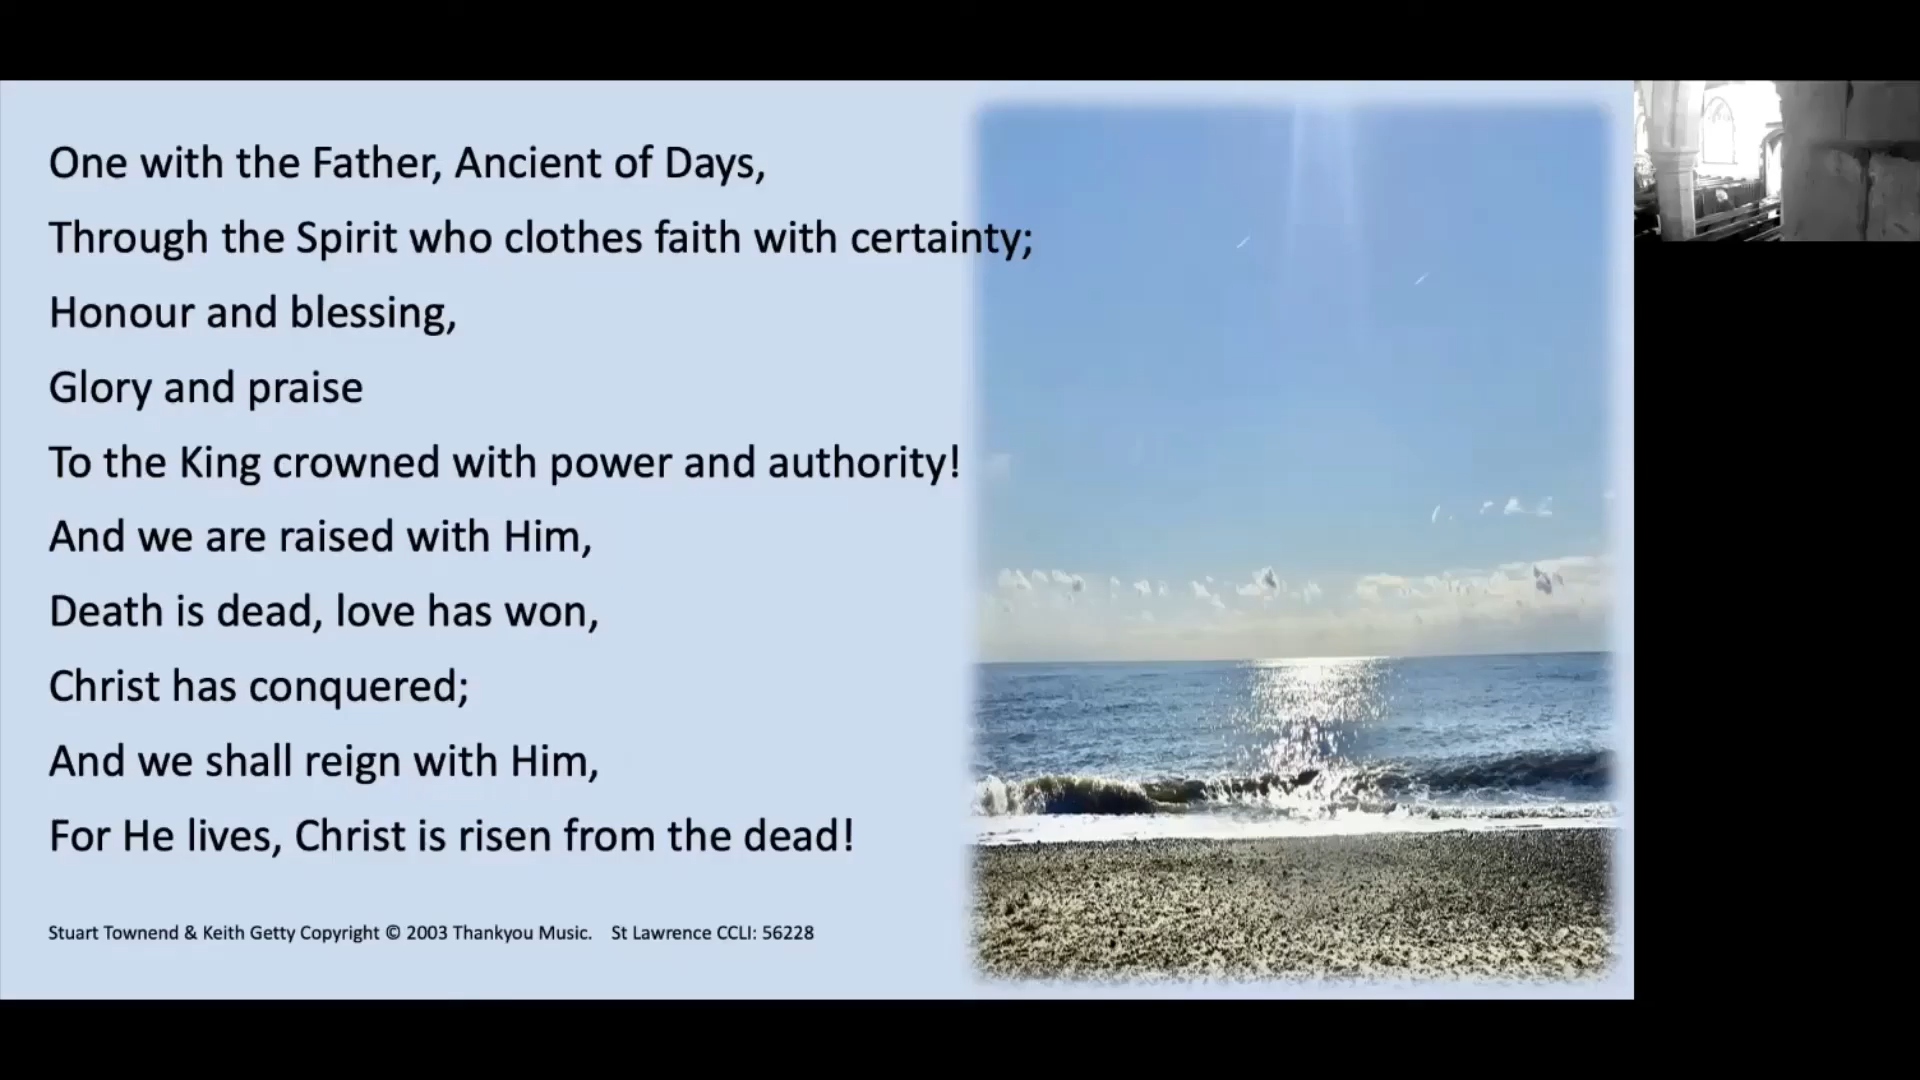 One with the Father, Ancient of Days,
Through the Spirit who clothes faith with certainty;
Honour and blessing,
Glory and praise
To the King crowned with power and authority!
And we are raised with Him,
Death is dead, love has won,
Christ has conquered;
And we shall reign with Him,
For He lives, Christ is risen from the dead!
Stuart Townend & Keith Getty Copyright © 2003 Thankyou Music. St Lawrence CCLI: 56228